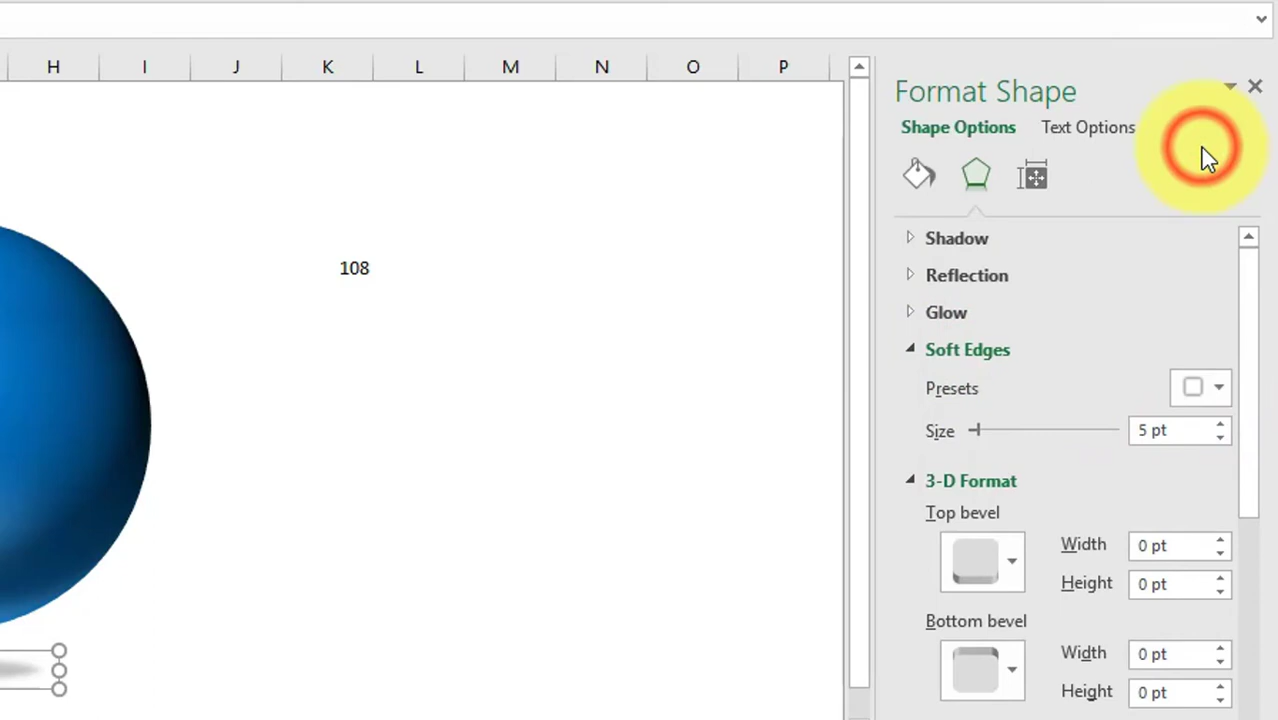 H I J K L M N O P
108
Format Shape
Shape Options Text Options
Shadow
Reflection
Glow
Soft Edges
Presets
Size 5 pt
3-D Format
Top bevel
Width 0 pt
Height 0 pt
Bottom bevel
Width 0 pt
Height 0 pt